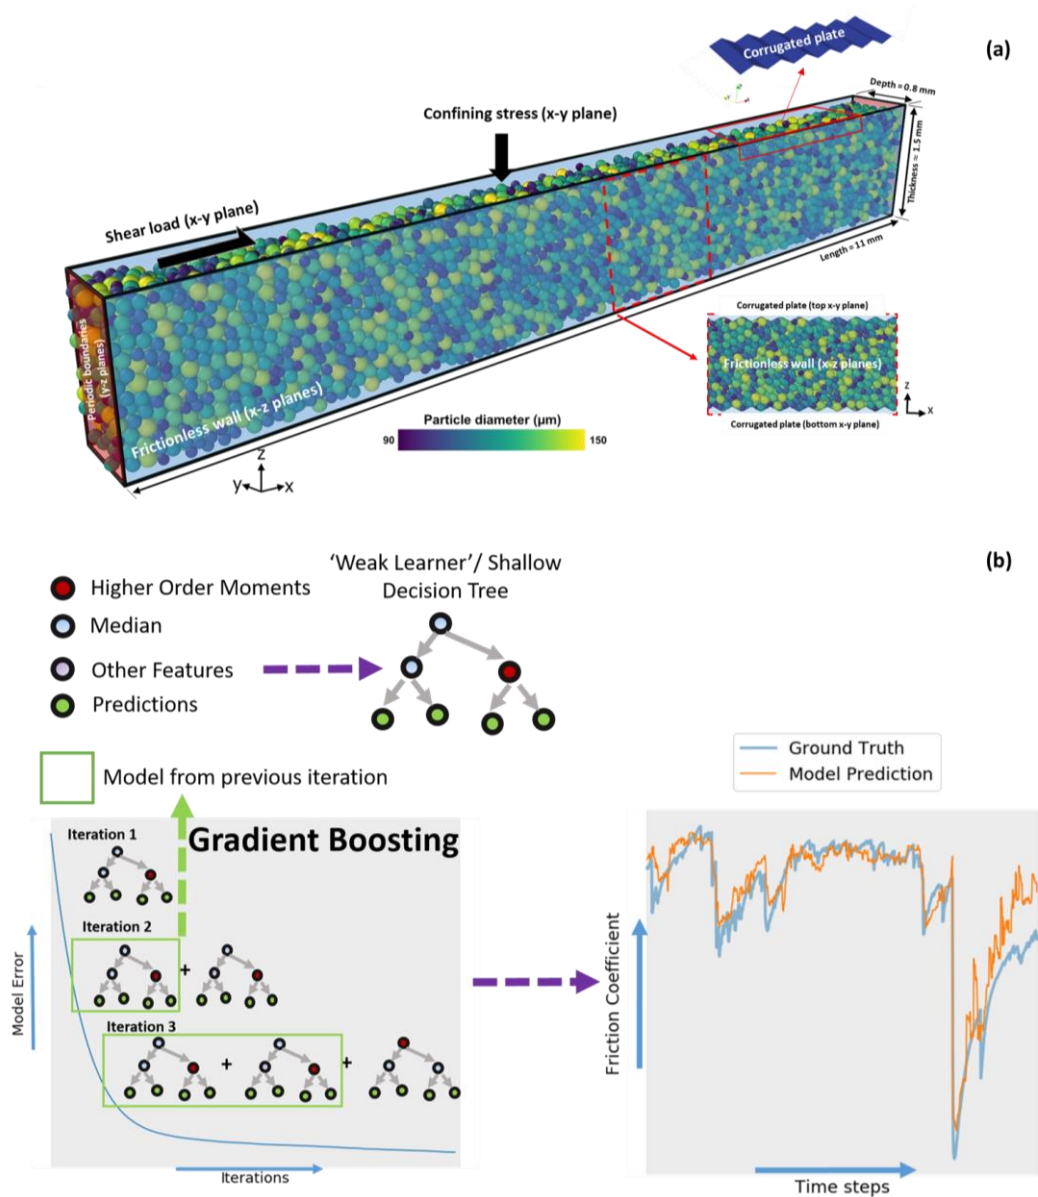 (a)
Corrugated plate
Depth = 0.8 mm
Confining stress (x-y plane)
Thickness ≈ 1.5 mm
Shear load (x-y plane)
Length = 11 mm
Periodic boundaries
(y-z planes)
Corrugated plate (top x-y plane)
Frictionless wall (x-z planes)
Frictionless wall (x-z planes)
z
x
Corrugated plate (bottom x-y plane)
Particle diameter (μm)
90
150
z
y
x
(b)
'Weak Learner'/ Shallow
Decision Tree
Higher Order Moments
Median
Other Features
Predictions
Model from previous iteration
Ground Truth
Model Prediction
Gradient Boosting
Iteration 1
Iteration 2
+
Iteration 3
+
+
Model Error
Iterations
Friction Coefficient
Time steps